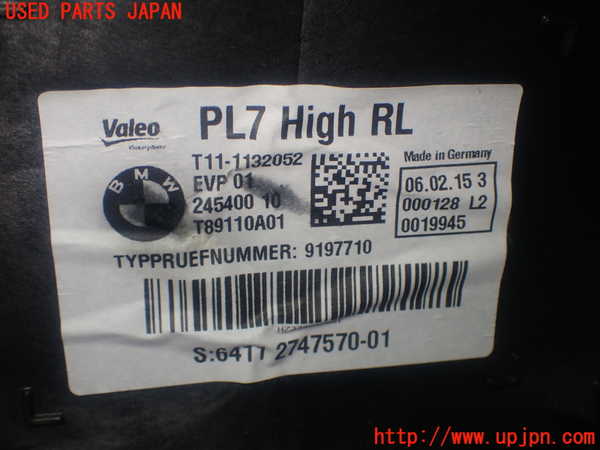 USED PARTS JAPAN
Valeo
PL7 High RL
BMW
T11-1132052
EVP 01
245400 10
T89110A01
Made in Germany
06.02.15 3
000128 L2
0019945
TYPPRUEFNUMMER: 9197710
S:6411 2747570-01
http://www.upjpn.com/